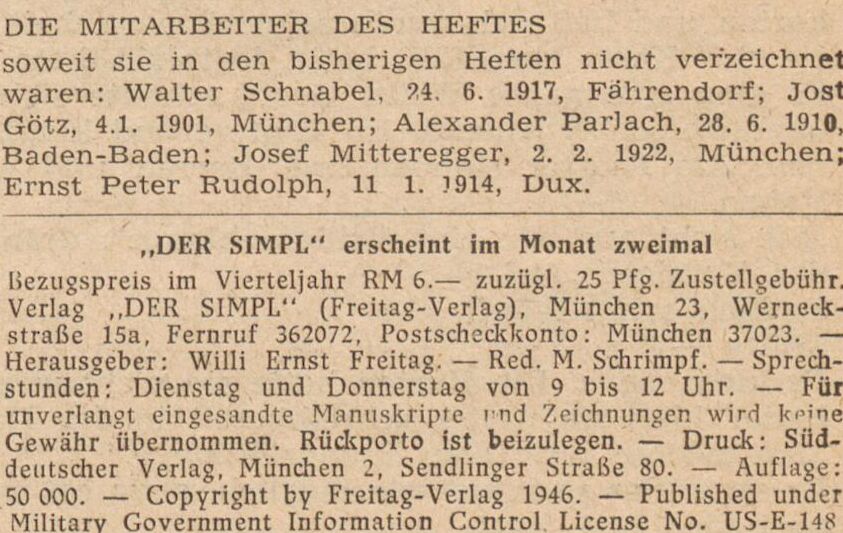 DIE MITARBEITER DES HEFTES
soweit sie in den bisherigen Heften nicht verzeichnet
waren: Walter Schnabel, 24. 6. 1917, Fährendorf; Jost
Götz, 4.1. 1901, München; Alexander Parlach, 28. 6. 1910,
Baden-Baden; Josef Mitteregger, 2. 2. 1922, München;
Ernst Peter Rudolph, 11 1. 1914, Dux.
„DER SIMPL“ erscheint im Monat zweimal
Bezugspreis im Vierteljahr RM 6.— zuzügl. 25 Pfg. Zustellgebühr.
Verlag „DER SIMPL“ (Freitag-Verlag), München 23, Werneck-
straße 15a, Fernruf 362072, Postscheckkonto: München 37023. —
Herausgeber: Willi Ernst Freitag. — Red. M. Schrimpf. — Sprech-
stunden: Dienstag und Donnerstag von 9 bis 12 Uhr. — Für
unverlangt eingesandte Manuskripte und Zeichnungen wird keine
Gewähr übernommen. Rückporto ist beizulegen. — Druck: Süd-
deutscher Verlag, München 2, Sendlinger Straße 80. — Auflage:
50 000. — Copyright by Freitag-Verlag 1946. — Published under
Military Government Information Control License No. US-E-148